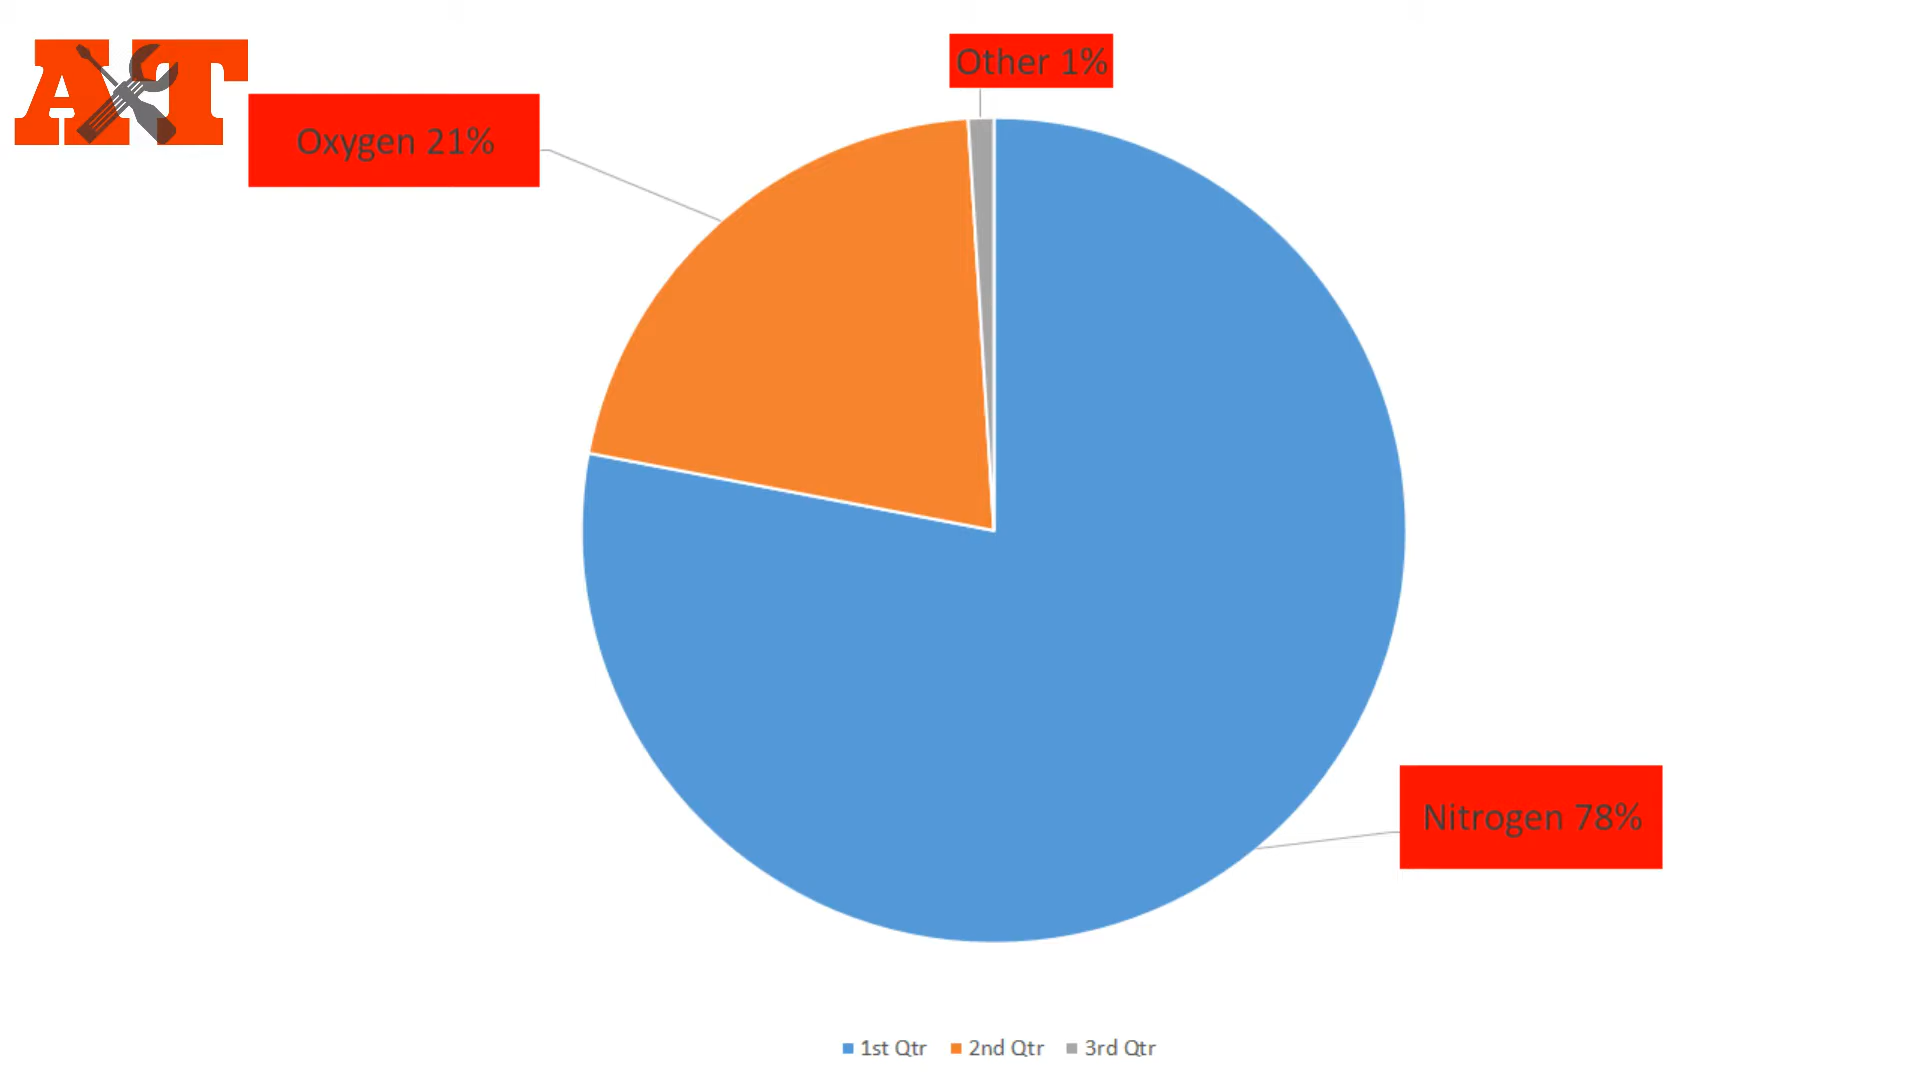 AT
Other 1%
Oxygen 21%
Nitrogen 78%
1st Qtr 2nd Qtr 3rd Qtr